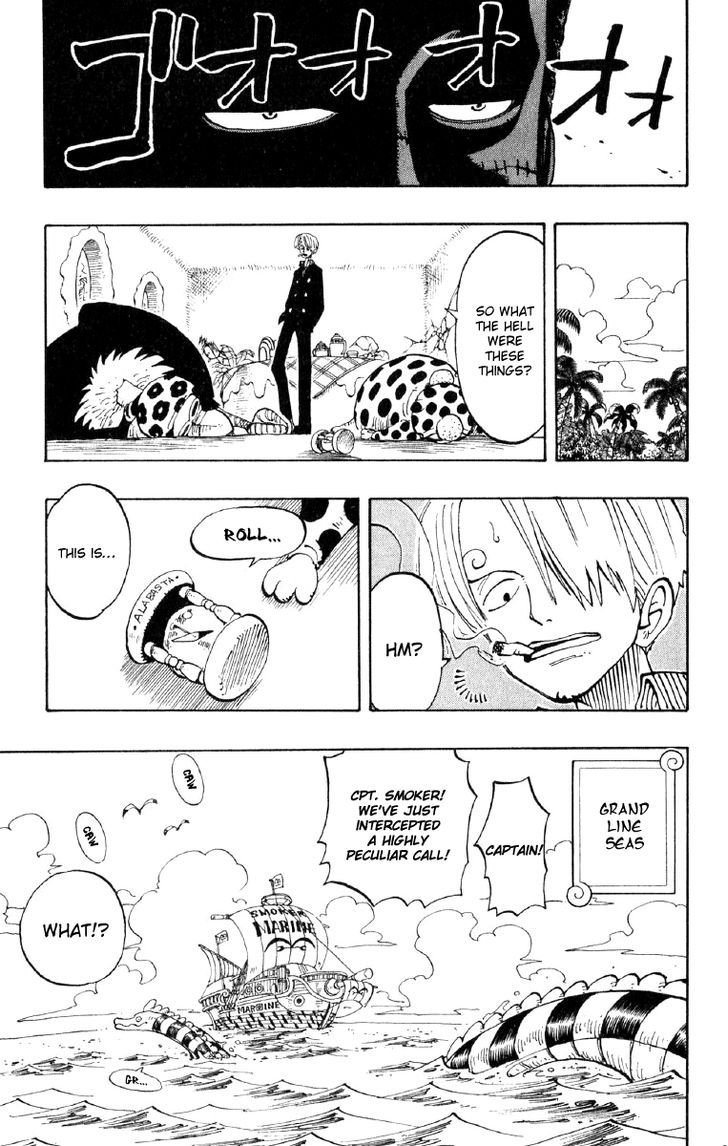 ゴオオオオオ
SO WHAT
THE HELL
WERE
THESE
THINGS?
HM?
ROLL...
THIS IS...
• ALABASTA •
GRAND
LINE
SEAS
CAPTAIN!
CPT. SMOKER!
WE'VE JUST
INTERCEPTED
A HIGHLY
PECULIAR CALL!
CAW
CAW
WHAT!?
SMOKER
MARINE
MARINE
GR...